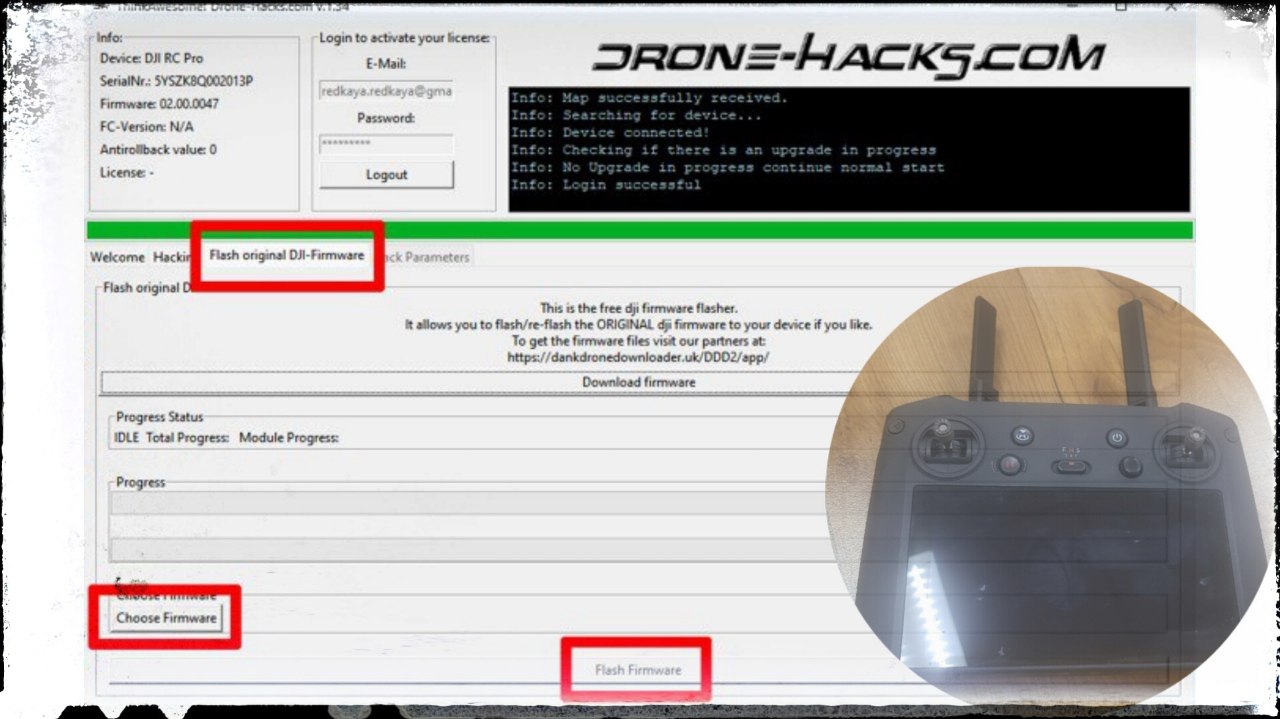 ThinkAwesome! Drone-Hacks.com v.1.34
Info:
Device: DJI RC Pro
SerialNr.: 5YSZK8Q002013P
Firmware: 02.00.0047
FC-Version: N/A
Antirollback value: 0
License: -
Login to activate your license:
E-Mail:
redkaya.redkaya@gma
Password:
*********
Logout
DRONE-HACKS.COM
Info: Map successfully received.
Info: Searching for device...
Info: Device connected!
Info: Checking if there is an upgrade in progress
Info: No Upgrade in progress continue normal start
Info: Login successful
Welcome Hackin Flash original DJI-Firmware ack Parameters
Flash original D
This is the free dji firmware flasher.
It allows you to flash/re-flash the ORIGINAL dji firmware to your device if you like.
To get the firmware files visit our partners at:
https://dankdronedownloader.uk/DDD2/app/
Download firmware
Progress Status
IDLE Total Progress: Module Progress:
Progress
Choose Firmware
Choose Firmware
Flash Firmware